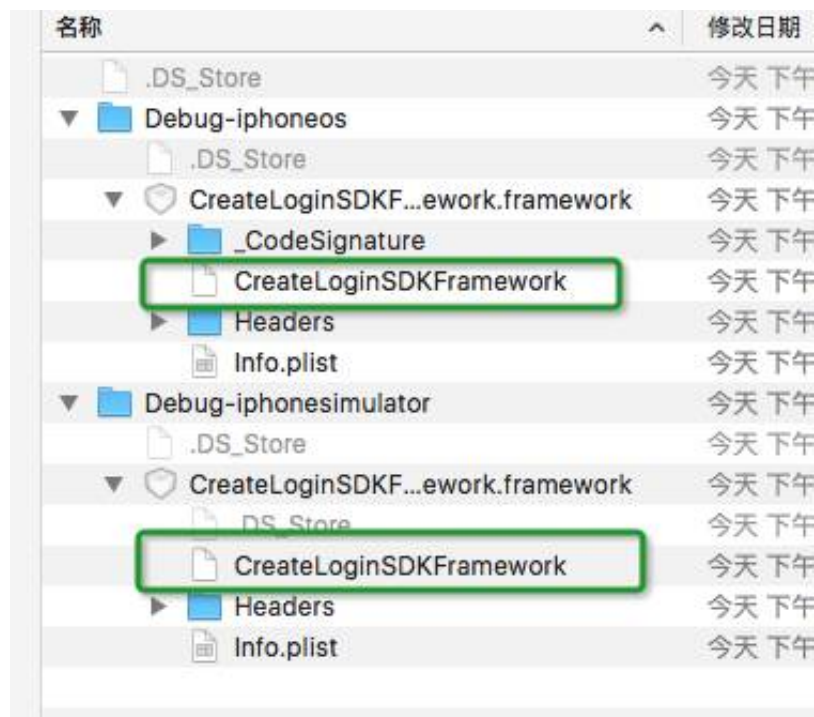 名称 修改日期
.DS_Store 今天 下午
Debug-iphoneos 今天 下午
.DS_Store 今天 下午
CreateLoginSDKF...ework.framework 今天 下午
_CodeSignature 今天 下午
CreateLoginSDKFramework 今天 下午
Headers 今天 下午
Info.plist 今天 下午
Debug-iphonesimulator 今天 下午
.DS_Store 今天 下午
CreateLoginSDKF...ework.framework 今天 下午
.DS_Store 今天 下午
CreateLoginSDKFramework 今天 下午
Headers 今天 下午
Info.plist 今天 下午